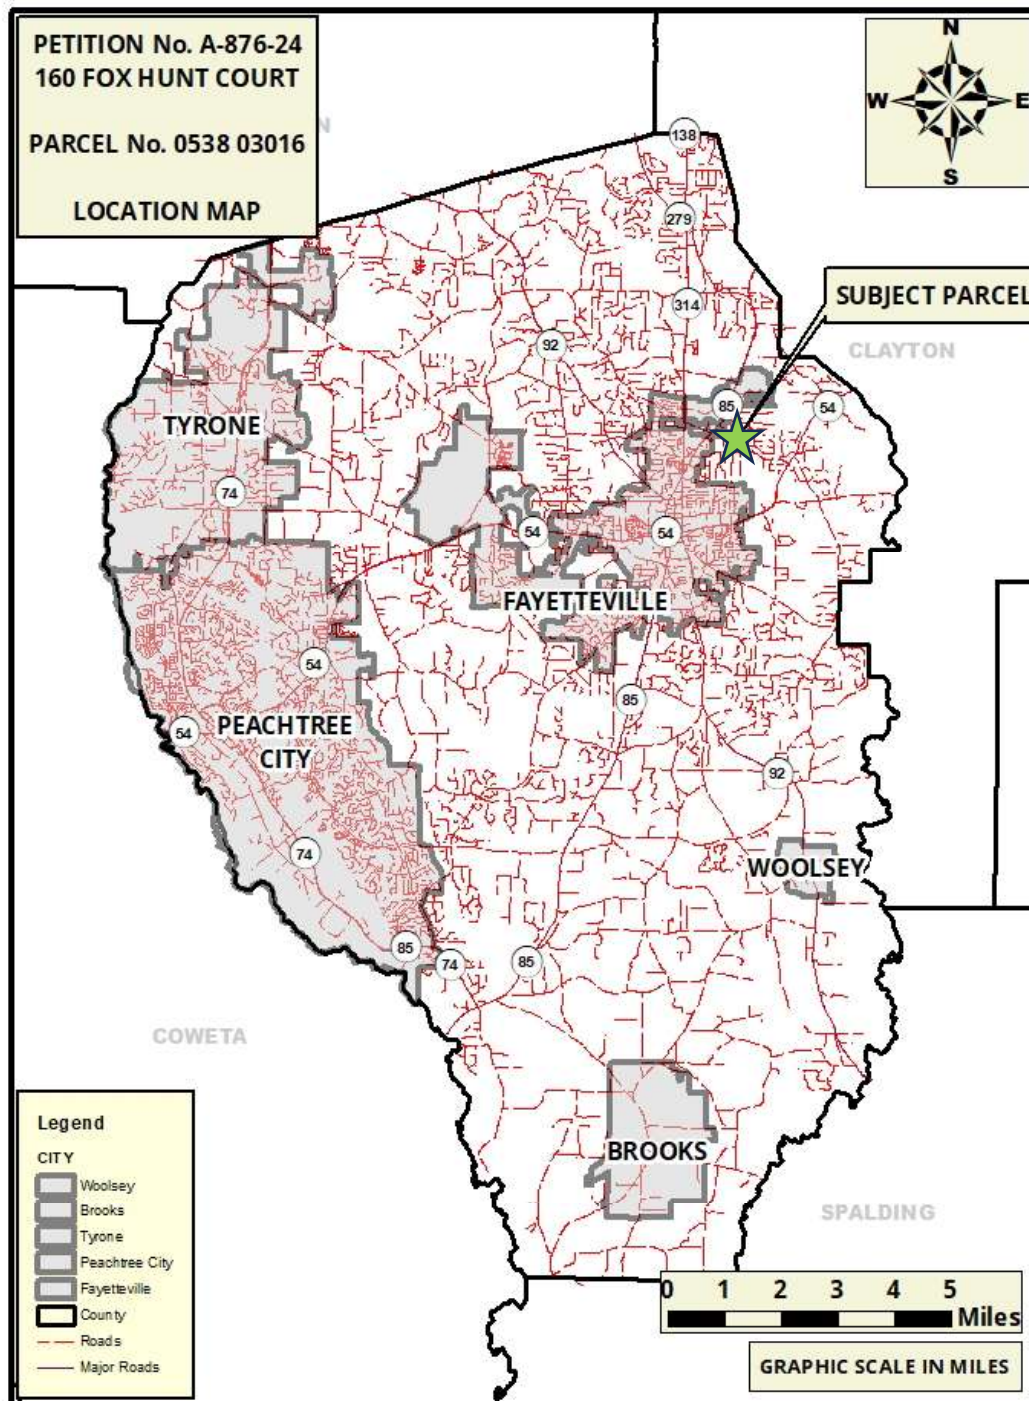 PETITION No. A-876-24
160 FOX HUNT COURT
PARCEL No. 0538 03016
LOCATION MAP
N
W
E
S
138
279
314
SUBJECT PARCEL
92
CLAYTON
85
54
TYRONE
74
54
54
FAYETTEVILLE
54
85
54
PEACHTREE
CITY
92
74
WOOLSEY
85
74
85
COWETA
BROOKS
SPALDING
Legend
CITY
Woolsey
Brooks
Tyrone
Peachtree City
Fayetteville
County
Roads
Major Roads
0 1 2 3 4 5
Miles
GRAPHIC SCALE IN MILES